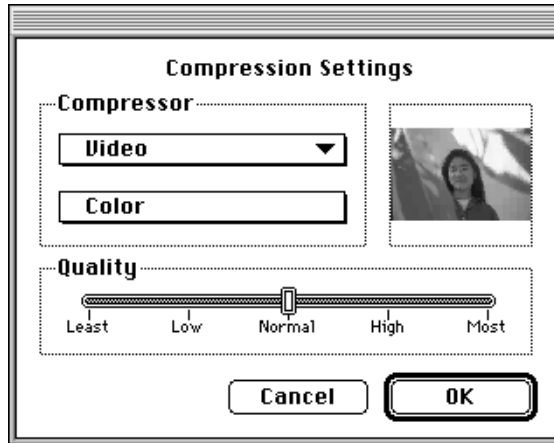 Compression Settings
Compressor
Video
Color
Quality
Least Low Normal High Most
Cancel OK